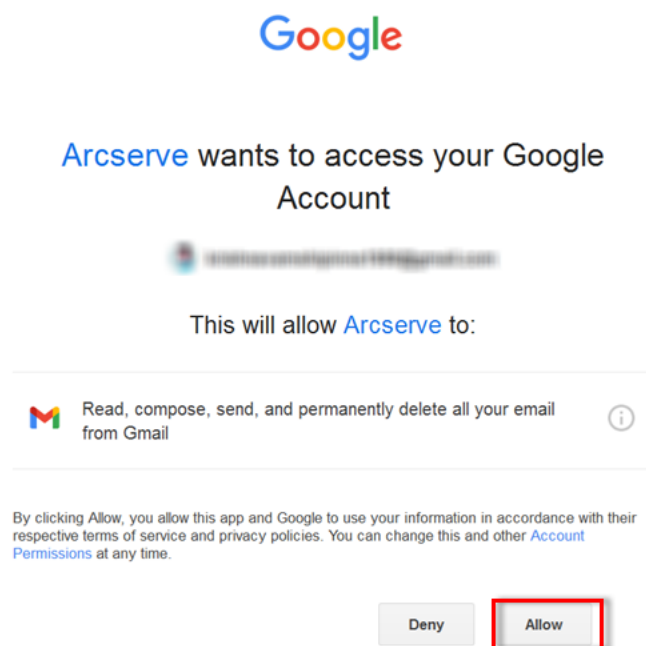 Google
Arcserve wants to access your Google
Account
This will allow Arcserve to:
Read, compose, send, and permanently delete all your email
from Gmail
By clicking Allow, you allow this app and Google to use your information in accordance with their
respective terms of service and privacy policies. You can change this and other Account
Permissions at any time.
Deny
Allow